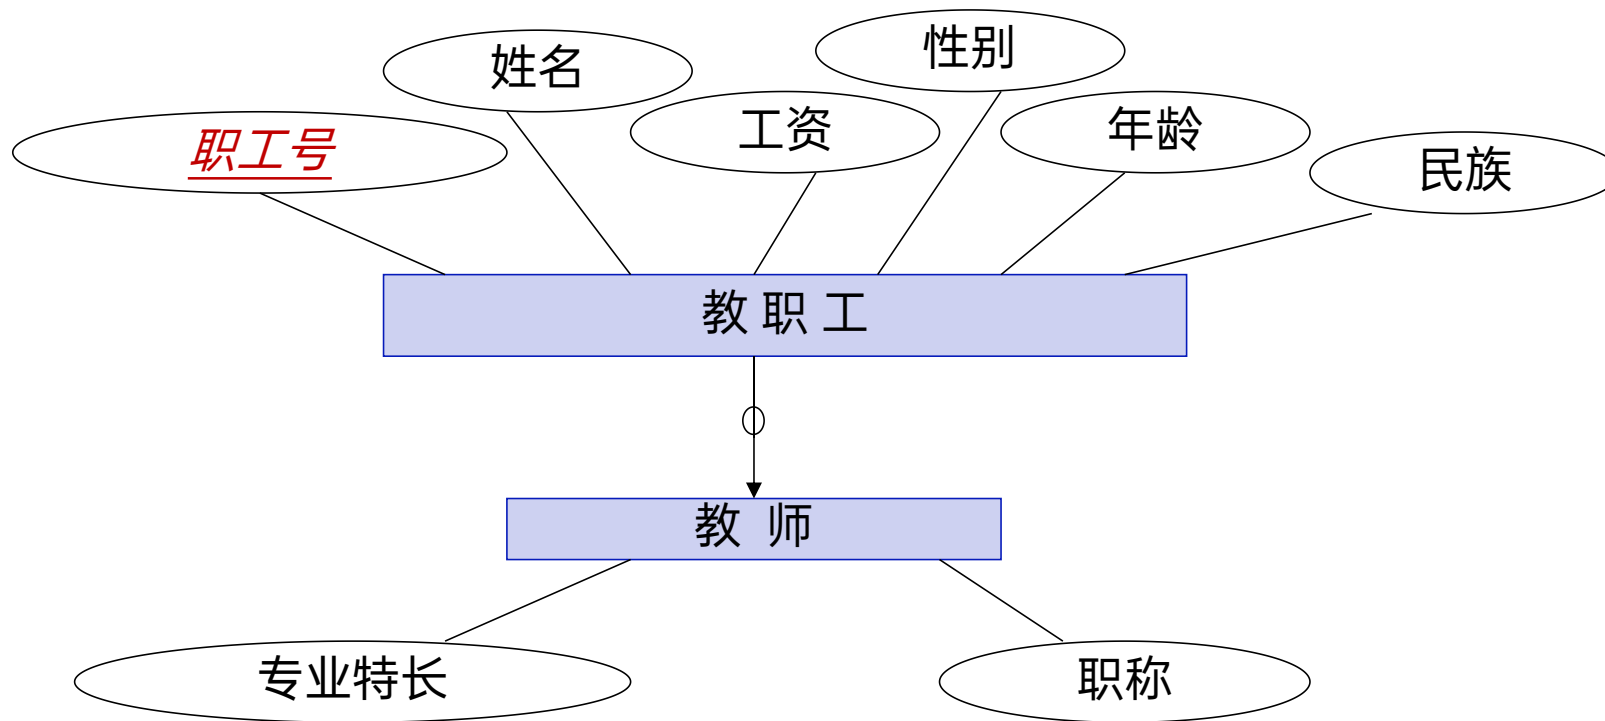 姓名
性别
工资
年龄
职工号
民族
教 职 工
教 师
专业特长
职称